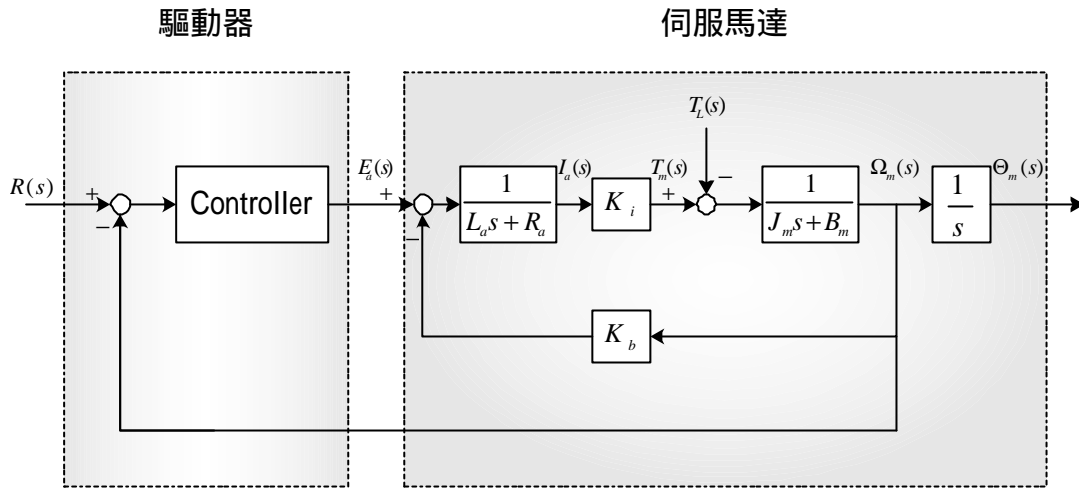 驅動器
伺服馬達
R(s)
+
−
Controller
E_a(s)
+
−
1
L_a s + R_a
I_a(s)
K_i
T_m(s)
+
T_L(s)
−
1
J_m s + B_m
Ω_m(s)
1
s
Θ_m(s)
K_b